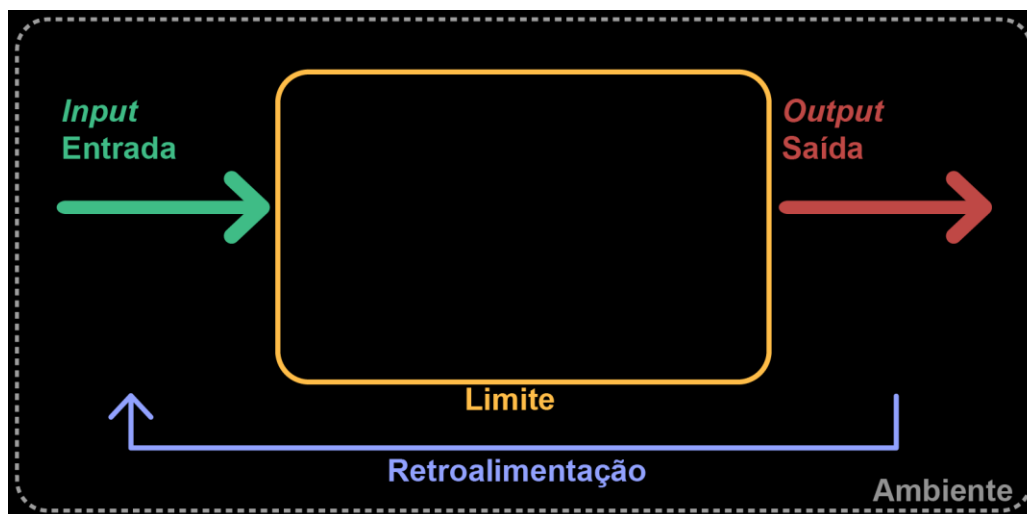 Input
Entrada
Output
Saída
Limite
Retroalimentação
Ambiente